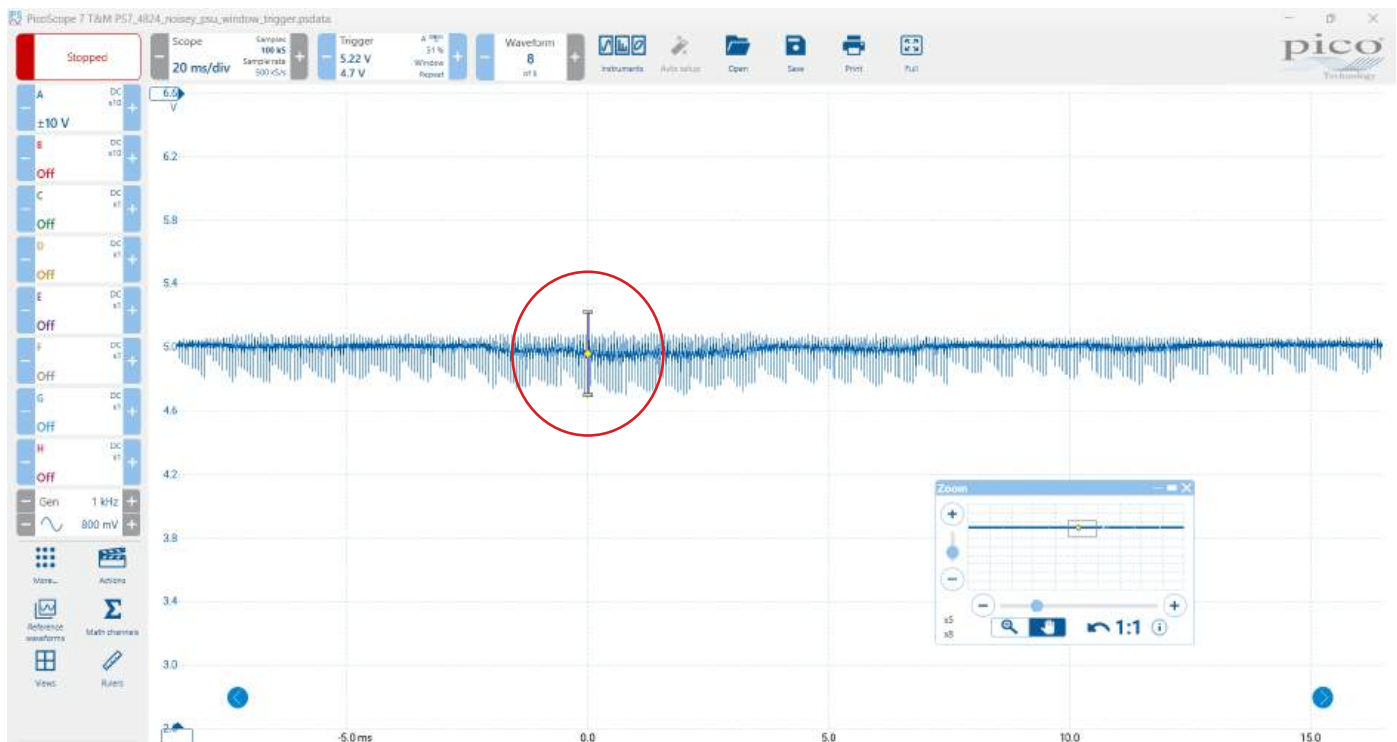 PicoScope 7 T&M PS7_4824_noisey_psu_window_trigger.psdata
Stopped
Scope
20 ms/div
Samples
100 kS
Sample rate
500 kS/s
Trigger
5.22 V
4.7 V
A
51 %
Window
Repeat
Waveform
8
of 8
Instruments
Auto setup
Open
Save
Print
Full
pico
Technology
A
DC
x10
±10 V
B
DC
x10
Off
C
DC
x1
Off
D
DC
x1
Off
E
DC
x1
Off
F
DC
x1
Off
G
DC
x1
Off
H
DC
x1
Off
Gen 1 kHz
800 mV
More...
Actions
Reference waveforms
Math channels
Views
Rulers
6.6
V
6.2
5.8
5.4
5.0
4.6
4.2
3.8
3.4
3.0
-5.0 ms
0.0
5.0
10.0
15.0
Zoom
x5
x8
1:1